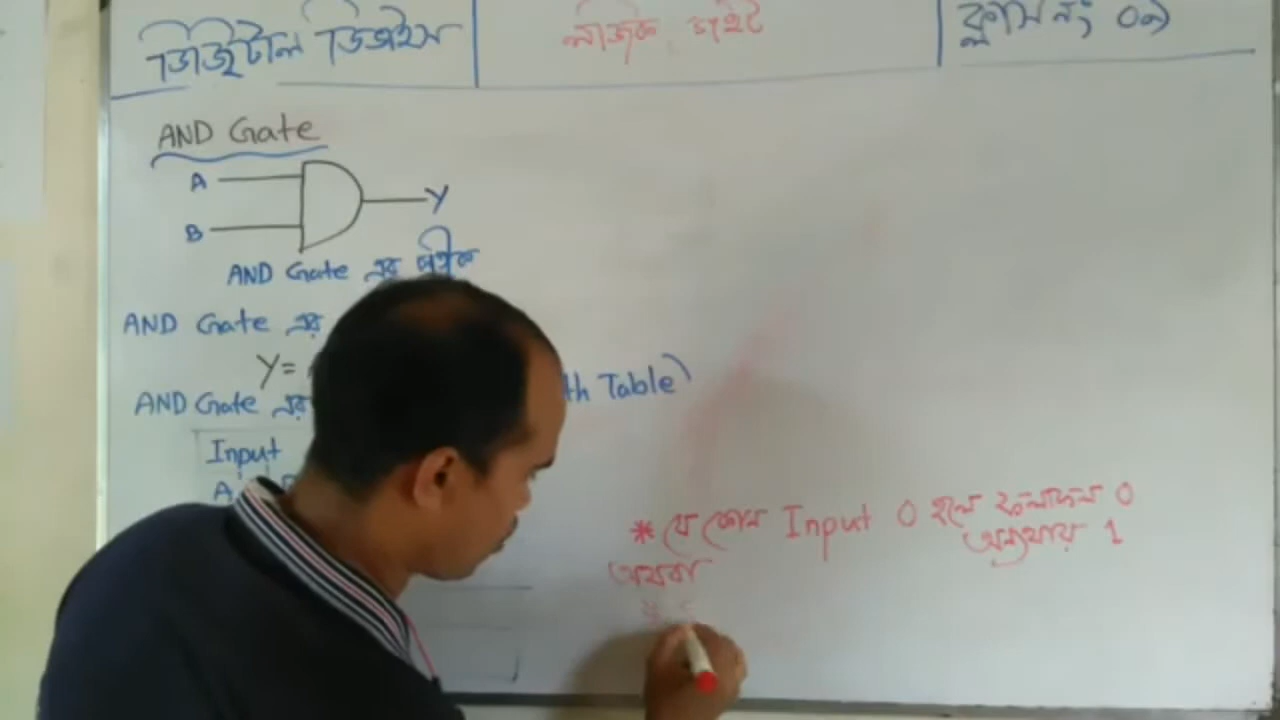 ডিজিটাল ডিভাইস
লজিক গেইট
ক্লাস নং ০৯
AND Gate
A
B
Y
AND Gate এর প্রতীক
AND Gate এর
Y=
AND Gate এর th Table)
Input
A
* যে কোন Input 0 হলে ফলাফল 0
অন্যথায় 1
অথবা